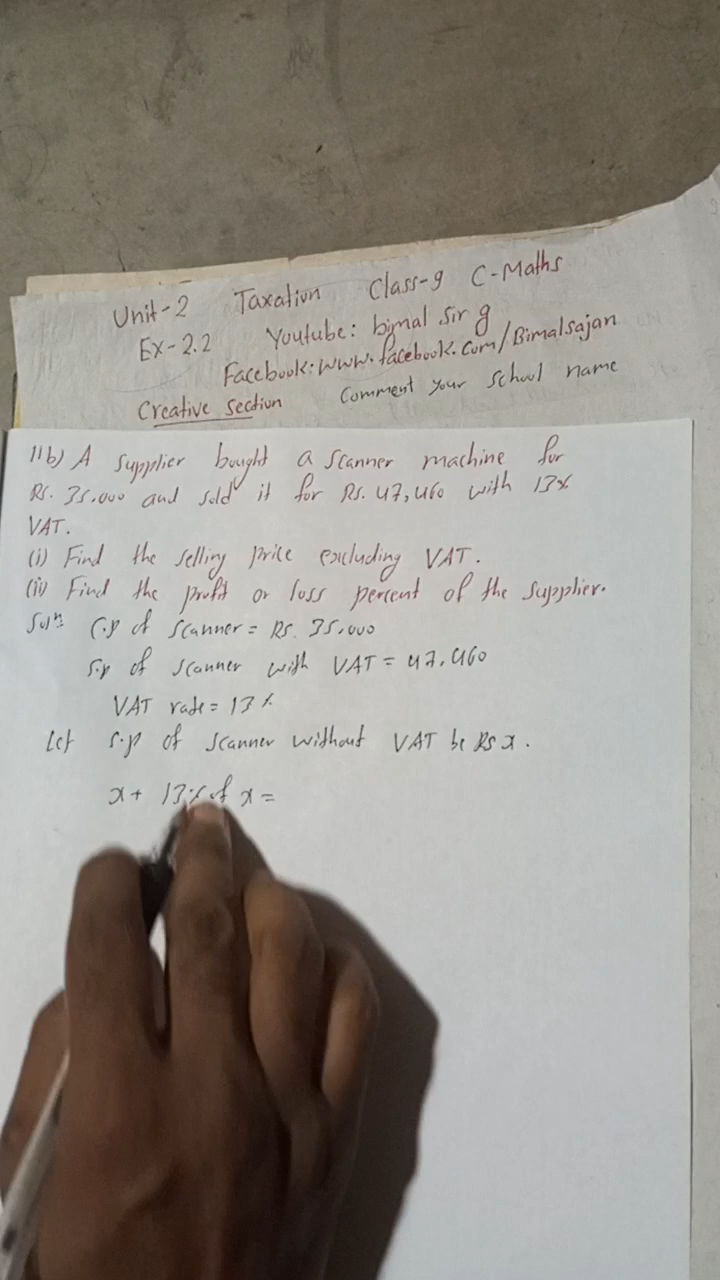 Unit-2 Taxation Class-9 C-Maths
Ex-2.2 Youtube: bimal sir g
Facebook: www.facebook.com/Bimalsajan
Creative section Comment your school name
11b) A supplier bought a scanner machine for
Rs. 35,000 and sold it for Rs. 47,460 with 13%
VAT.
(i) Find the selling price excluding VAT.
(ii) Find the profit or loss percent of the supplier.
Soln: C.p of scanner = Rs. 35,000
S.p of scanner with VAT = 47,460
VAT rate = 13%
Let s.p of scanner without VAT be Rs x.
x + 13% of x =